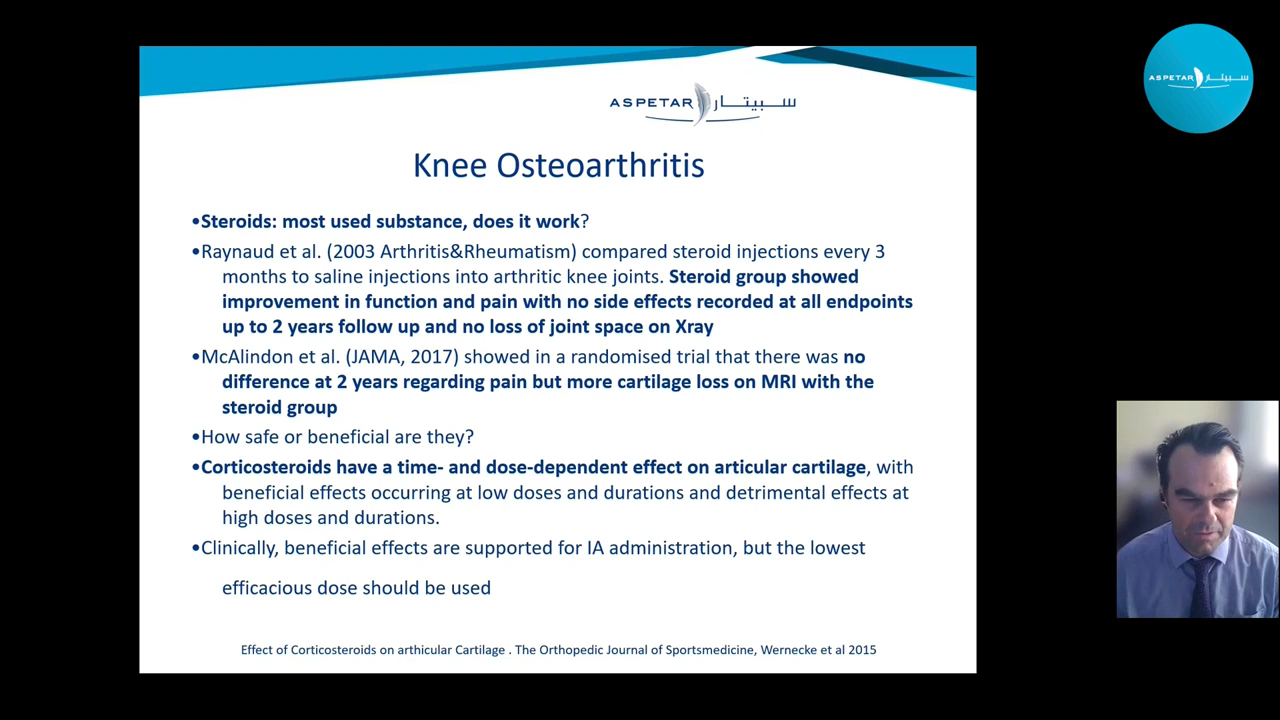 ASPETAR سبيتار
ASPETAR سبيتار
Knee Osteoarthritis
•Steroids: most used substance, does it work?
•Raynaud et al. (2003 Arthritis&Rheumatism) compared steroid injections every 3
months to saline injections into arthritic knee joints. Steroid group showed
improvement in function and pain with no side effects recorded at all endpoints
up to 2 years follow up and no loss of joint space on Xray
•McAlindon et al. (JAMA, 2017) showed in a randomised trial that there was no
difference at 2 years regarding pain but more cartilage loss on MRI with the
steroid group
•How safe or beneficial are they?
•Corticosteroids have a time- and dose-dependent effect on articular cartilage, with
beneficial effects occurring at low doses and durations and detrimental effects at
high doses and durations.
•Clinically, beneficial effects are supported for IA administration, but the lowest
efficacious dose should be used
Effect of Corticosteroids on arthicular Cartilage . The Orthopedic Journal of Sportsmedicine, Wernecke et al 2015